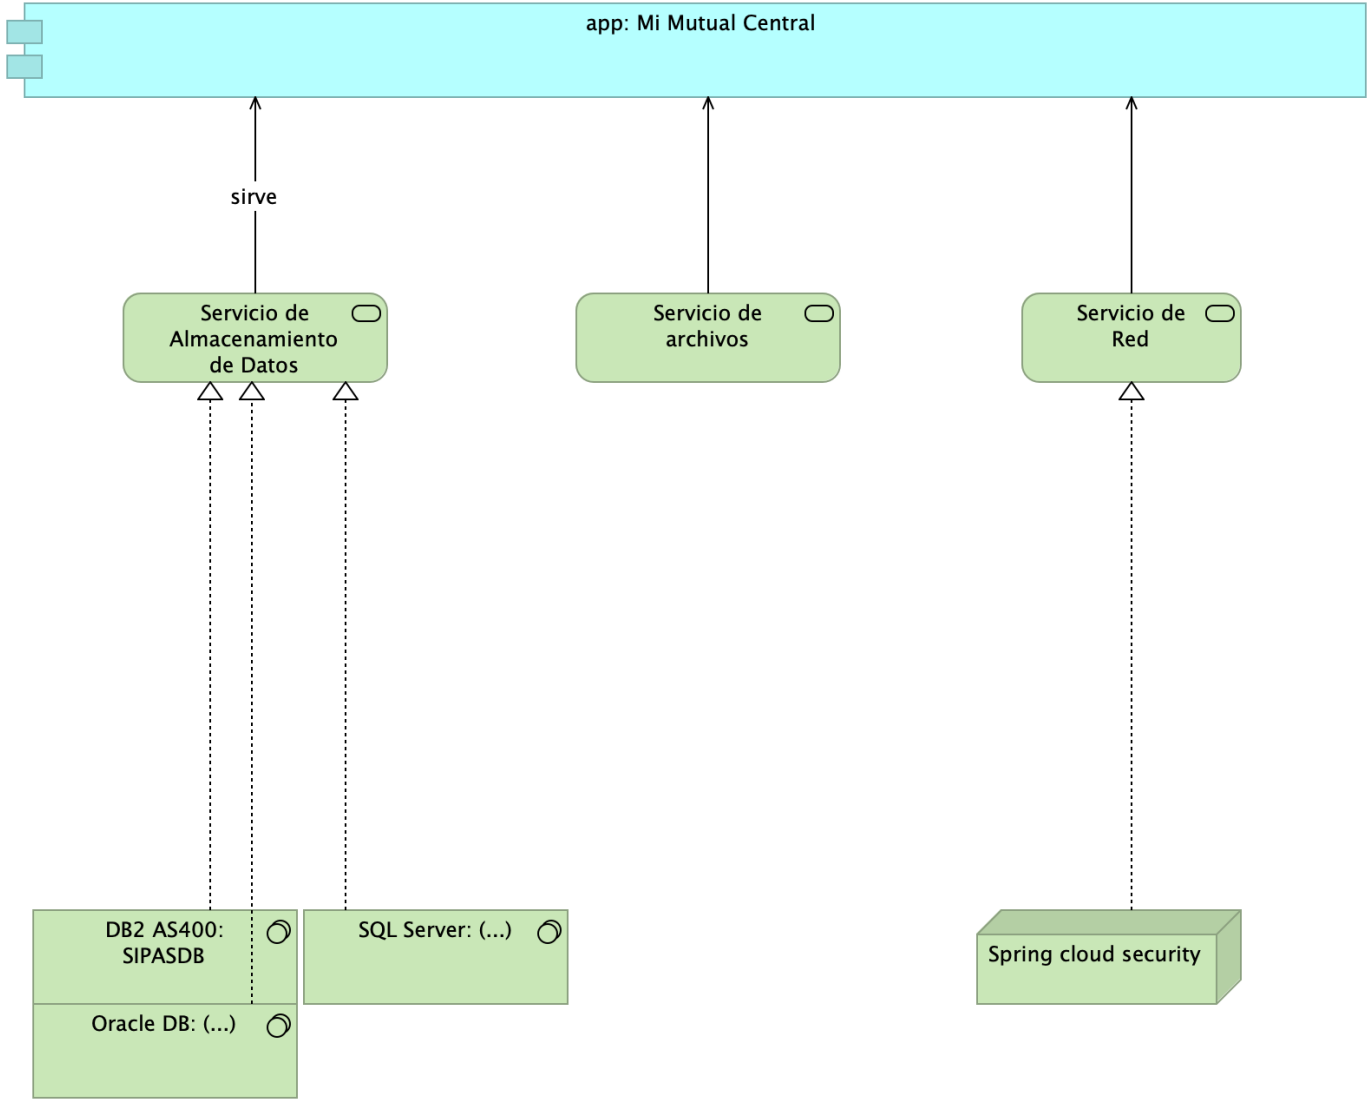 app: Mi Mutual Central
sirve
Servicio de
Almacenamiento
de Datos
Servicio de
archivos
Servicio de
Red
DB2 AS400:
SIPASDB
SQL Server: (...)
Spring cloud security
Oracle DB: (...)